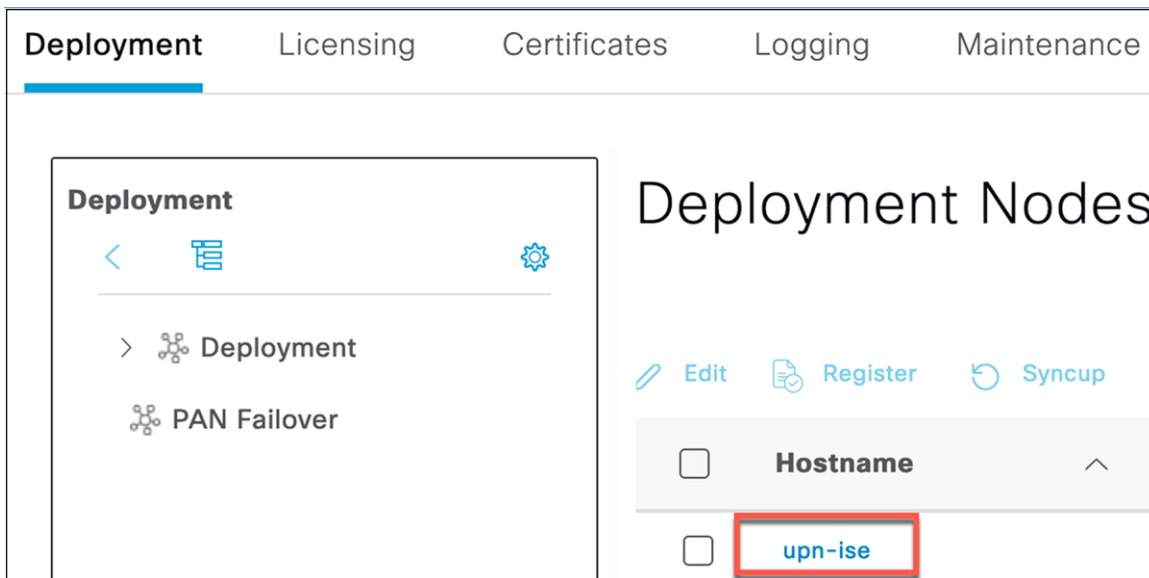 Deployment Licensing Certificates Logging Maintenance
Deployment
Deployment
PAN Failover
Deployment Nodes
Edit Register Syncup
Hostname
upn-ise